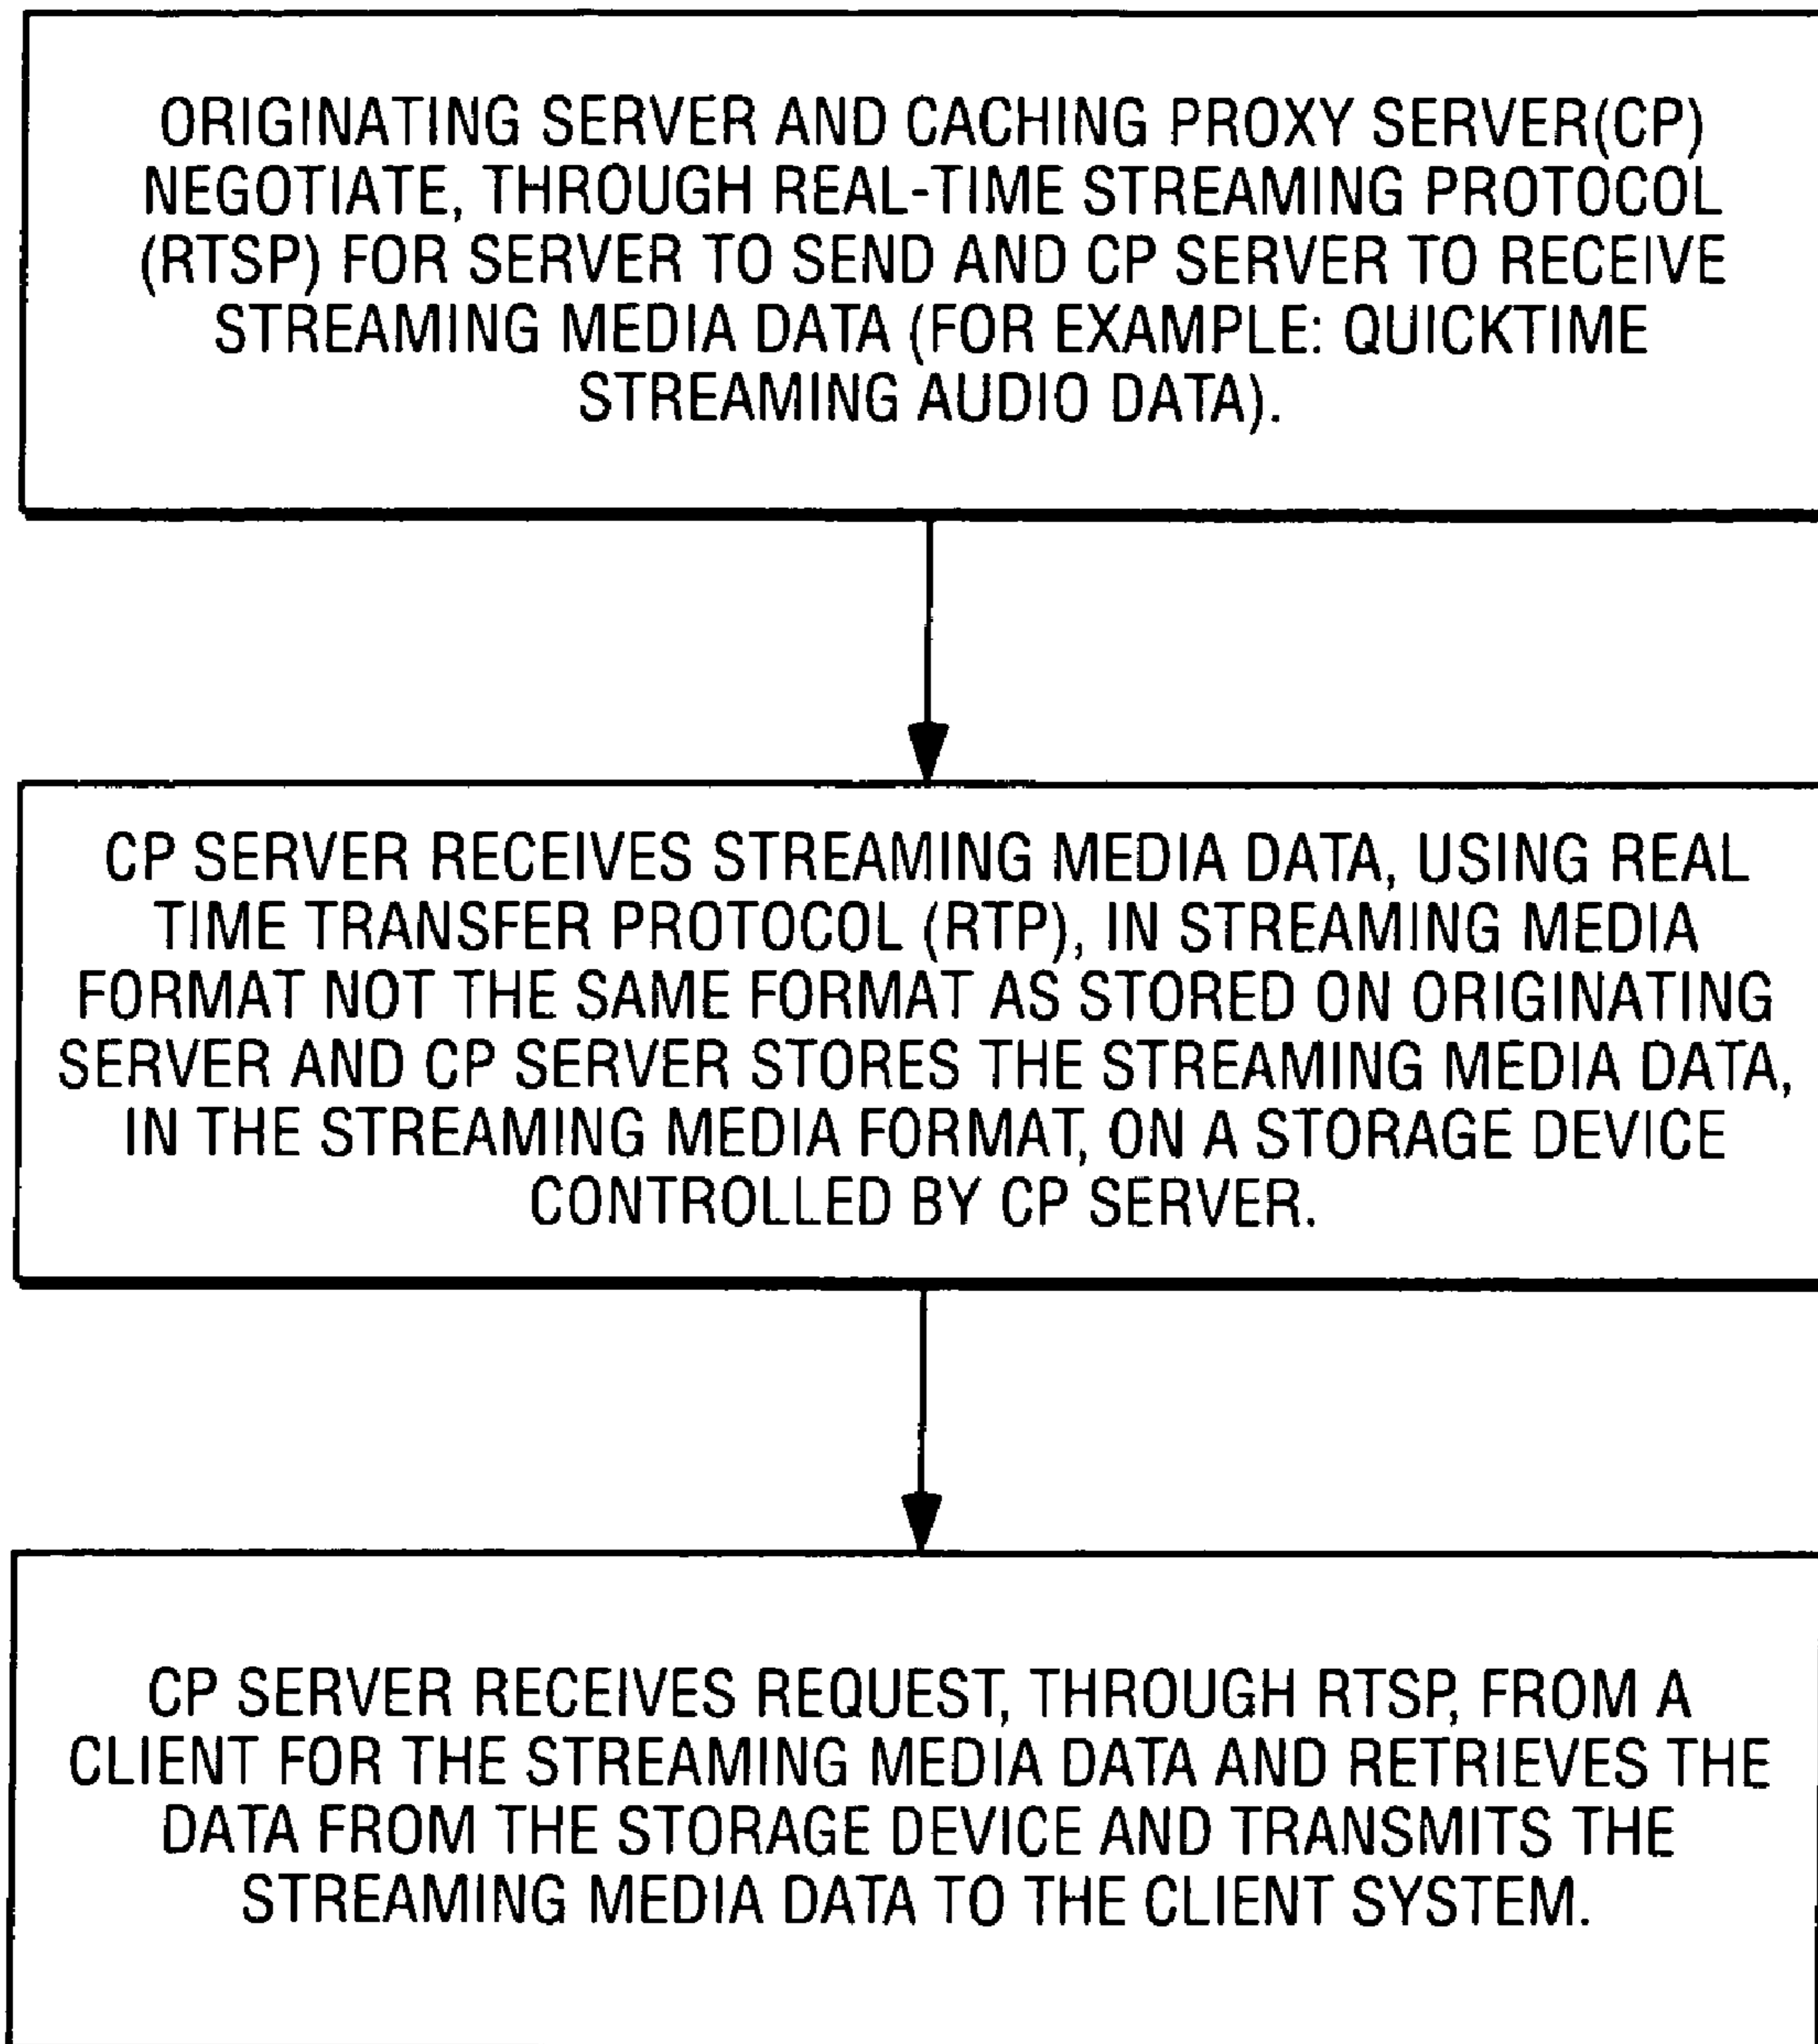 ORIGINATING SERVER AND CACHING PROXY SERVER(CP)
NEGOTIATE, THROUGH REAL-TIME STREAMING PROTOCOL
(RTSP) FOR SERVER TO SEND AND CP SERVER TO RECEIVE
STREAMING MEDIA DATA (FOR EXAMPLE: QUICKTIME
STREAMING AUDIO DATA).
CP SERVER RECEIVES STREAMING MEDIA DATA, USING REAL
TIME TRANSFER PROTOCOL (RTP), IN STREAMING MEDIA
FORMAT NOT THE SAME FORMAT AS STORED ON ORIGINATING
SERVER AND CP SERVER STORES THE STREAMING MEDIA DATA,
IN THE STREAMING MEDIA FORMAT, ON A STORAGE DEVICE
CONTROLLED BY CP SERVER.
CP SERVER RECEIVES REQUEST, THROUGH RTSP, FROM A
CLIENT FOR THE STREAMING MEDIA DATA AND RETRIEVES THE
DATA FROM THE STORAGE DEVICE AND TRANSMITS THE
STREAMING MEDIA DATA TO THE CLIENT SYSTEM.